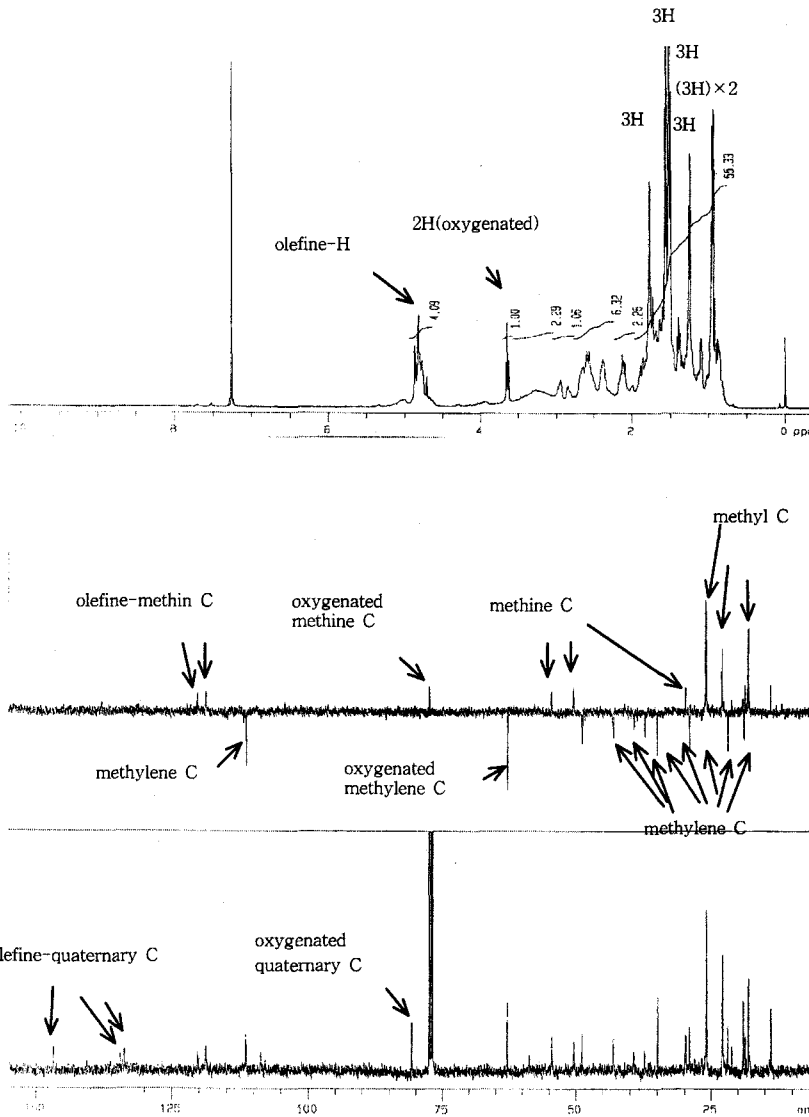 3H
3H
(3H)×2
3H
3H
55.33
2H(oxygenated)
olefine-H
4.09
1.00
2.29
1.06
6.32
2.26
8
6
4
2
0 ppm
methyl C
olefine-methin C
oxygenated
methine C
methine C
methylene C
oxygenated
methylene C
methylene C
lefine-quaternary C
oxygenated
quaternary C
125
100
75
50
25